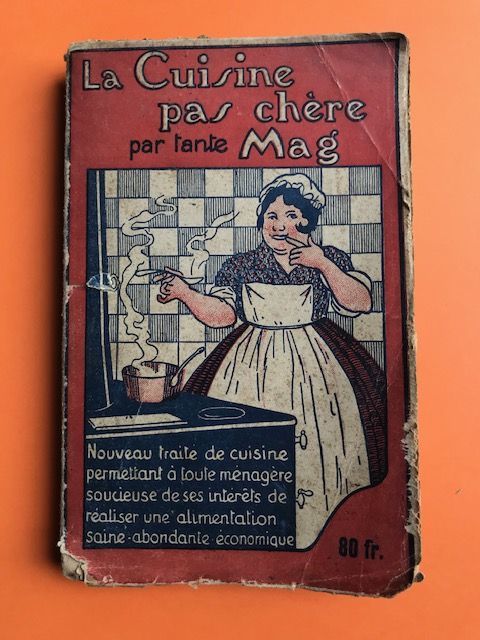 La Cuisine
pas chère
par tante Mag
Nouveau traité de cuisine
permettant à toute ménagère
soucieuse de ses intérêts de
réaliser une alimentation
saine-abondante-économique
80 fr.